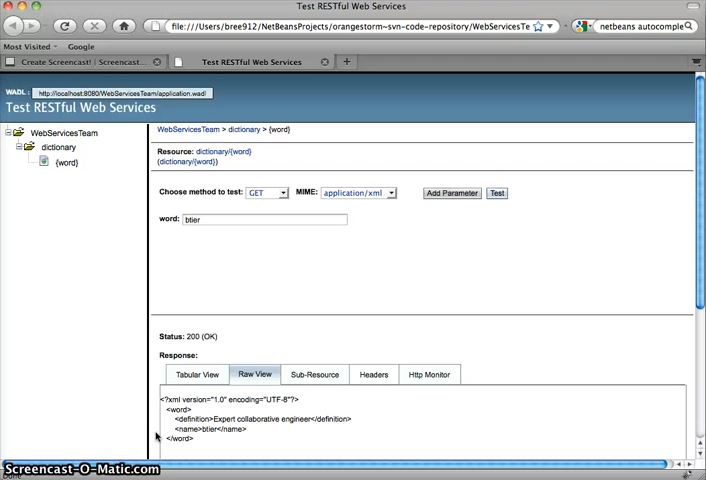 Test RESTful Web Services
file:///Users/bree912/NetBeansProjects/orangestorm~svn-code-repository/WebServicesTe
netbeans autocomple
Most Visited
Google
Create Screencast! | Screencast...
Test RESTful Web Services
WADL :
http://localhost:8080/WebServicesTeam/application.wadl
Test RESTful Web Services
WebServicesTeam
dictionary
{word}
WebServicesTeam > dictionary > {word}
Resource: dictionary/{word}
(dictionary/{word})
Choose method to test: GET MIME: application/xml Add Parameter Test
word: btier
Status: 200 (OK)
Response:
Tabular View Raw View Sub-Resource Headers Http Monitor
<?xml version="1.0" encoding="UTF-8"?>
<word>
<definition>Expert collaborative engineer</definition>
<name>btier</name>
</word>
Screencast-O-Matic.com